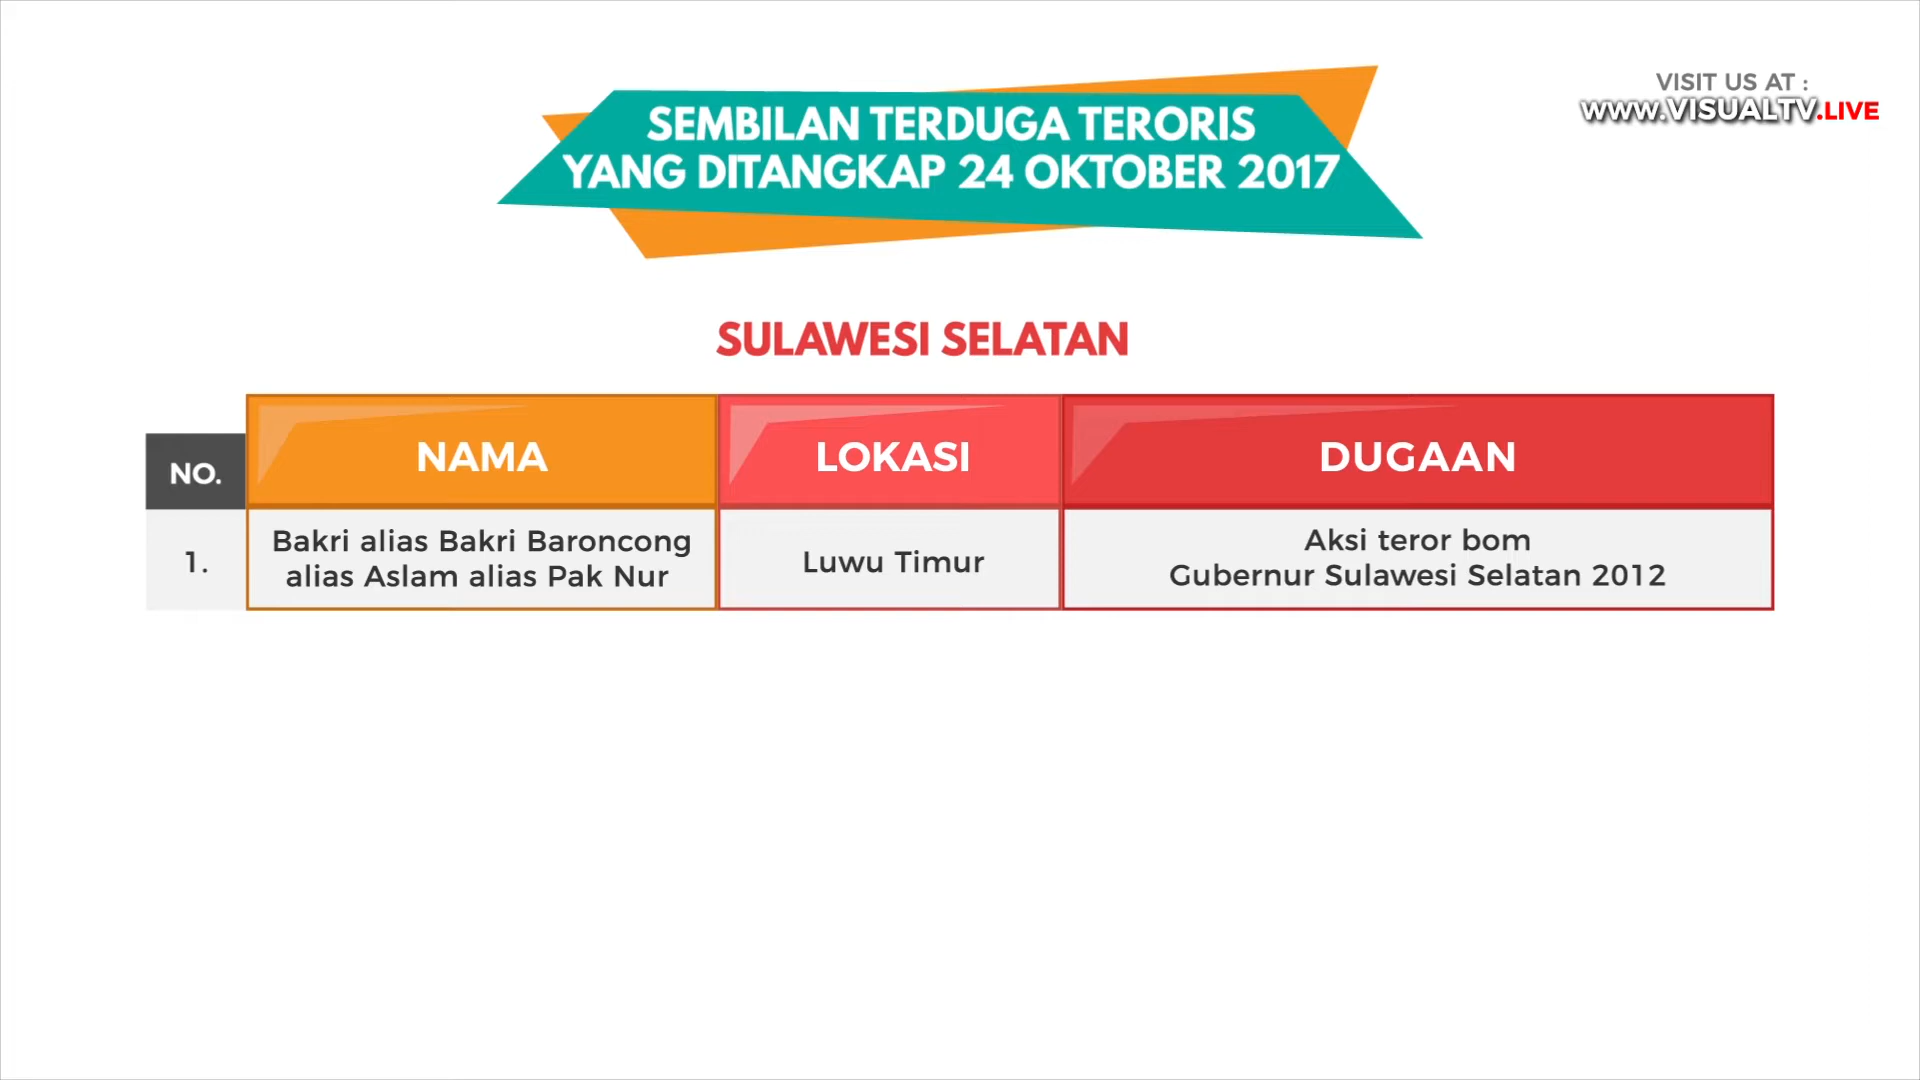 VISIT US AT :
WWW.VISUALTV.LIVE
SEMBILAN TERDUGA TERORIS
YANG DITANGKAP 24 OKTOBER 2017
SULAWESI SELATAN
NO.
NAMA
LOKASI
DUGAAN
1.
Bakri alias Bakri Baroncong
alias Aslam alias Pak Nur
Luwu Timur
Aksi teror bom
Gubernur Sulawesi Selatan 2012